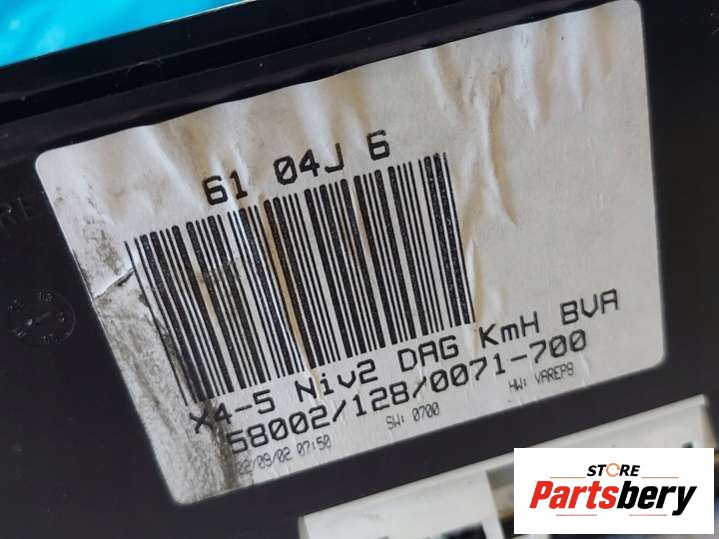 61 04J 6
X4-5 Niv2 DAG KmH BVA
58002/128/0071-700
22/09/02 07:50 SW: 0700 HW: VAREP8
STORE
Partsbery